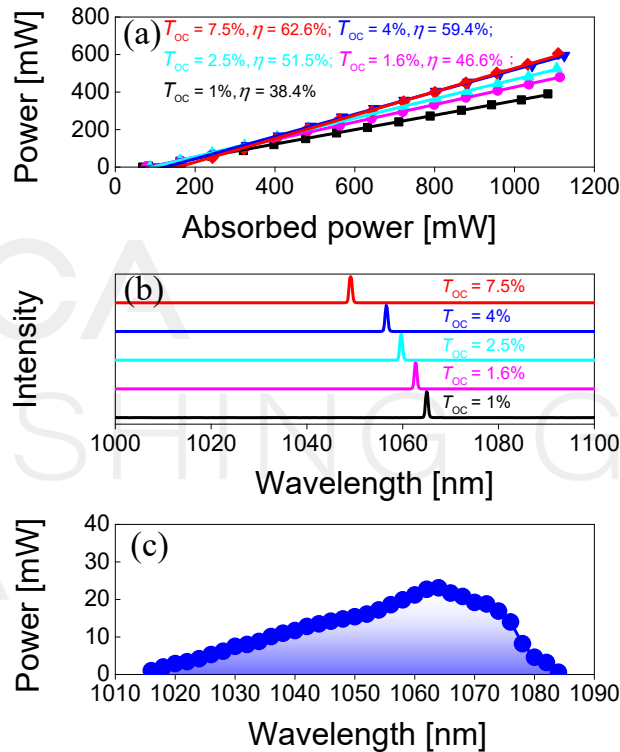 (a)
T_OC = 7.5%, η = 62.6%; T_OC = 4%, η = 59.4%;
T_OC = 2.5%, η = 51.5%; T_OC = 1.6%, η = 46.6% ;
T_OC = 1%, η = 38.4%
Power [mW]
800
600
400
200
0
0 200 400 600 800 1000 1200
Absorbed power [mW]
(b)
T_OC = 7.5%
T_OC = 4%
T_OC = 2.5%
T_OC = 1.6%
T_OC = 1%
Intensity
1000 1020 1040 1060 1080 1100
Wavelength [nm]
CA
SHING G
(c)
Power [mW]
40
30
20
10
0
1010 1020 1030 1040 1050 1060 1070 1080 1090
Wavelength [nm]